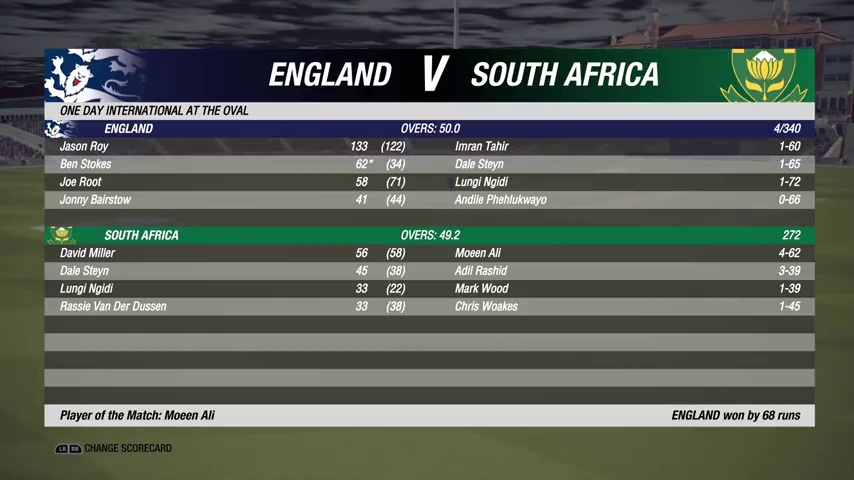 ENGLAND V SOUTH AFRICA
ONE DAY INTERNATIONAL AT THE OVAL
ENGLAND OVERS: 50.0 4/340
Jason Roy 133 (122) Imran Tahir 1-60
Ben Stokes 62* (34) Dale Steyn 1-65
Joe Root 58 (71) Lungi Ngidi 1-72
Jonny Bairstow 41 (44) Andile Phehlukwayo 0-66
SOUTH AFRICA OVERS: 49.2 272
David Miller 56 (58) Moeen Ali 4-62
Dale Steyn 45 (38) Adil Rashid 3-39
Lungi Ngidi 33 (22) Mark Wood 1-39
Rassie Van Der Dussen 33 (38) Chris Woakes 1-45
Player of the Match: Moeen Ali ENGLAND won by 68 runs
LB RB CHANGE SCORECARD